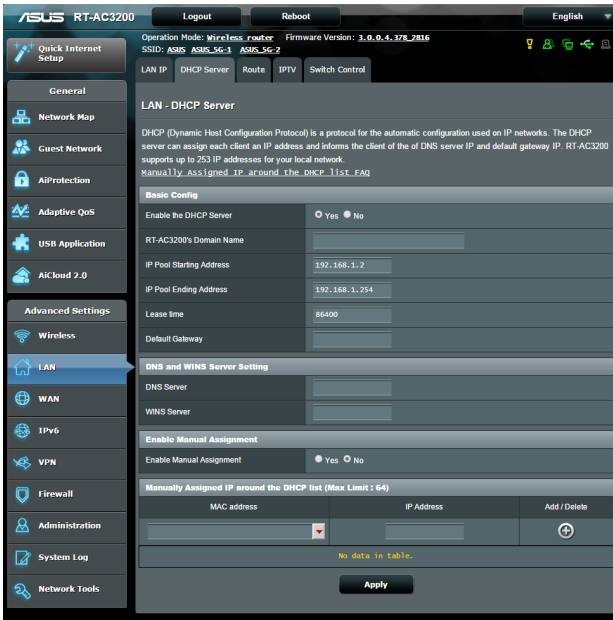 ASUS RT-AC3200 Logout Reboot English
Quick Internet Setup
Operation Mode: Wireless router Firmware Version: 3.0.0.4.378_2816
SSID: ASUS ASUS_5G-1 ASUS_5G-2
LAN IP DHCP Server Route IPTV Switch Control
General
Network Map
Guest Network
AiProtection
Adaptive QoS
USB Application
AiCloud 2.0
Advanced Settings
Wireless
LAN
WAN
IPv6
VPN
Firewall
Administration
System Log
Network Tools
LAN - DHCP Server
DHCP (Dynamic Host Configuration Protocol) is a protocol for the automatic configuration used on IP networks. The DHCP
server can assign each client an IP address and informs the client of the of DNS server IP and default gateway IP. RT-AC3200
supports up to 253 IP addresses for your local network.
Manually Assigned IP around the DHCP list FAQ
Basic Config
Enable the DHCP Server Yes No
RT-AC3200's Domain Name
IP Pool Starting Address 192.168.1.2
IP Pool Ending Address 192.168.1.254
Lease time 86400
Default Gateway
DNS and WINS Server Setting
DNS Server
WINS Server
Enable Manual Assignment
Enable Manual Assignment Yes No
Manually Assigned IP around the DHCP list (Max Limit : 64)
MAC address IP Address Add / Delete
No data in table.
Apply